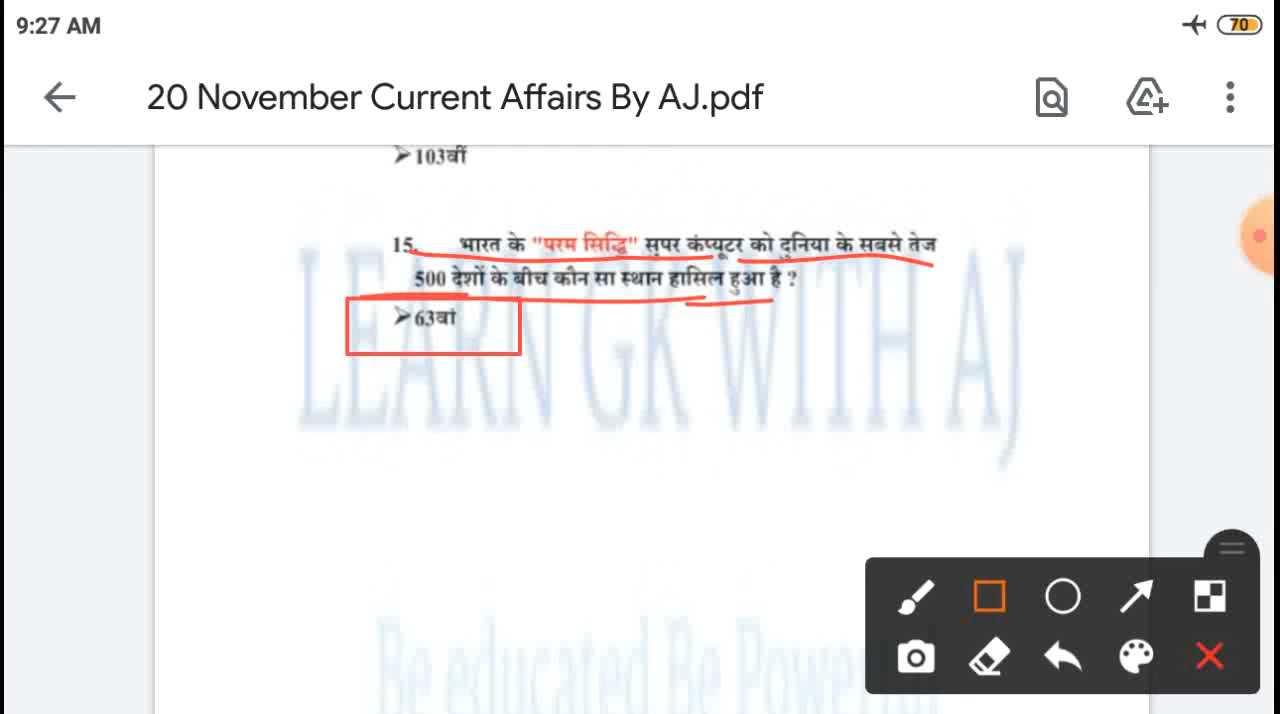 9:27 AM
70
20 November Current Affairs By AJ.pdf
➢103वीं
15. भारत के "परम सिद्धि" सुपर कंप्यूटर को दुनिया के सबसे तेज
500 देशों के बीच कौन सा स्थान हासिल हुआ है ?
➢63वां
LEARN GK WITH AJ
Be educated Be